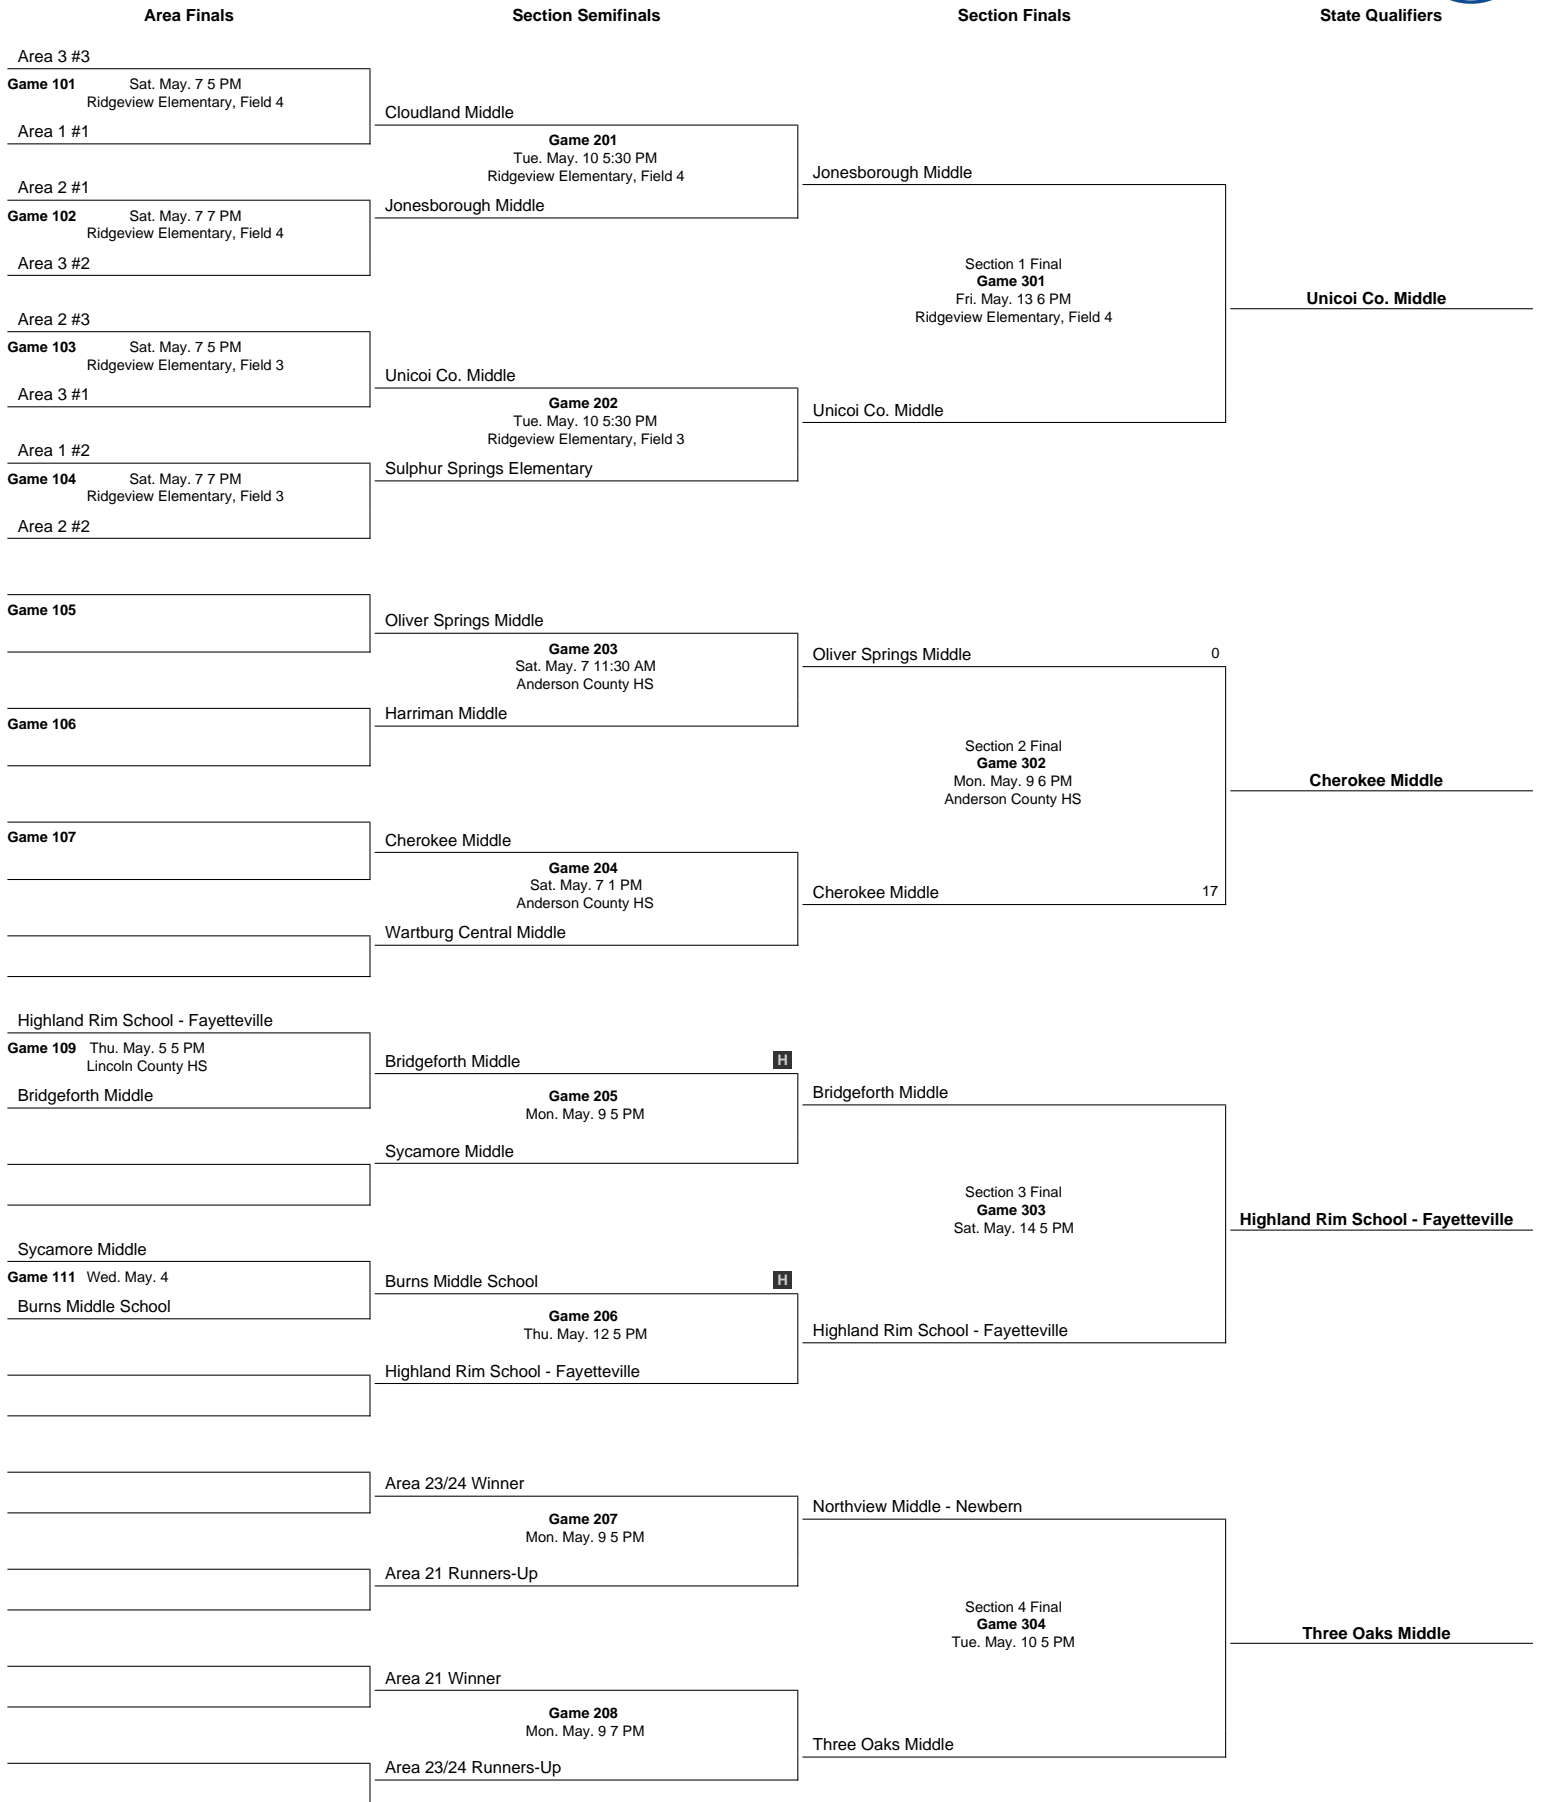 Area Finals
Section Semifinals
Section Finals
State Qualifiers
Area 3 #3
Game 101 Sat. May. 7 5 PM
Ridgeview Elementary, Field 4
Area 1 #1
Area 2 #1
Game 102 Sat. May. 7 7 PM
Ridgeview Elementary, Field 4
Area 3 #2
Area 2 #3
Game 103 Sat. May. 7 5 PM
Ridgeview Elementary, Field 3
Area 3 #1
Area 1 #2
Game 104 Sat. May. 7 7 PM
Ridgeview Elementary, Field 3
Area 2 #2
Game 105
Game 106
Game 107
Highland Rim School - Fayetteville
Game 109 Thu. May. 5 5 PM
Lincoln County HS
Bridgeforth Middle
Sycamore Middle
Game 111 Wed. May. 4
Burns Middle School
Cloudland Middle
Game 201
Tue. May. 10 5:30 PM
Ridgeview Elementary, Field 4
Jonesborough Middle
Unicoi Co. Middle
Game 202
Tue. May. 10 5:30 PM
Ridgeview Elementary, Field 3
Sulphur Springs Elementary
Oliver Springs Middle
Game 203
Sat. May. 7 11:30 AM
Anderson County HS
Harriman Middle
Cherokee Middle
Game 204
Sat. May. 7 1 PM
Anderson County HS
Wartburg Central Middle
Bridgeforth Middle H
Game 205
Mon. May. 9 5 PM
Sycamore Middle
Burns Middle School H
Game 206
Thu. May. 12 5 PM
Highland Rim School - Fayetteville
Area 23/24 Winner
Game 207
Mon. May. 9 5 PM
Area 21 Runners-Up
Area 21 Winner
Game 208
Mon. May. 9 7 PM
Area 23/24 Runners-Up
Jonesborough Middle
Section 1 Final
Game 301
Fri. May. 13 6 PM
Ridgeview Elementary, Field 4
Unicoi Co. Middle
Oliver Springs Middle 0
Section 2 Final
Game 302
Mon. May. 9 6 PM
Anderson County HS
Cherokee Middle 17
Bridgeforth Middle
Section 3 Final
Game 303
Sat. May. 14 5 PM
Highland Rim School - Fayetteville
Northview Middle - Newbern
Section 4 Final
Game 304
Tue. May. 10 5 PM
Three Oaks Middle
Unicoi Co. Middle
Cherokee Middle
Highland Rim School - Fayetteville
Three Oaks Middle